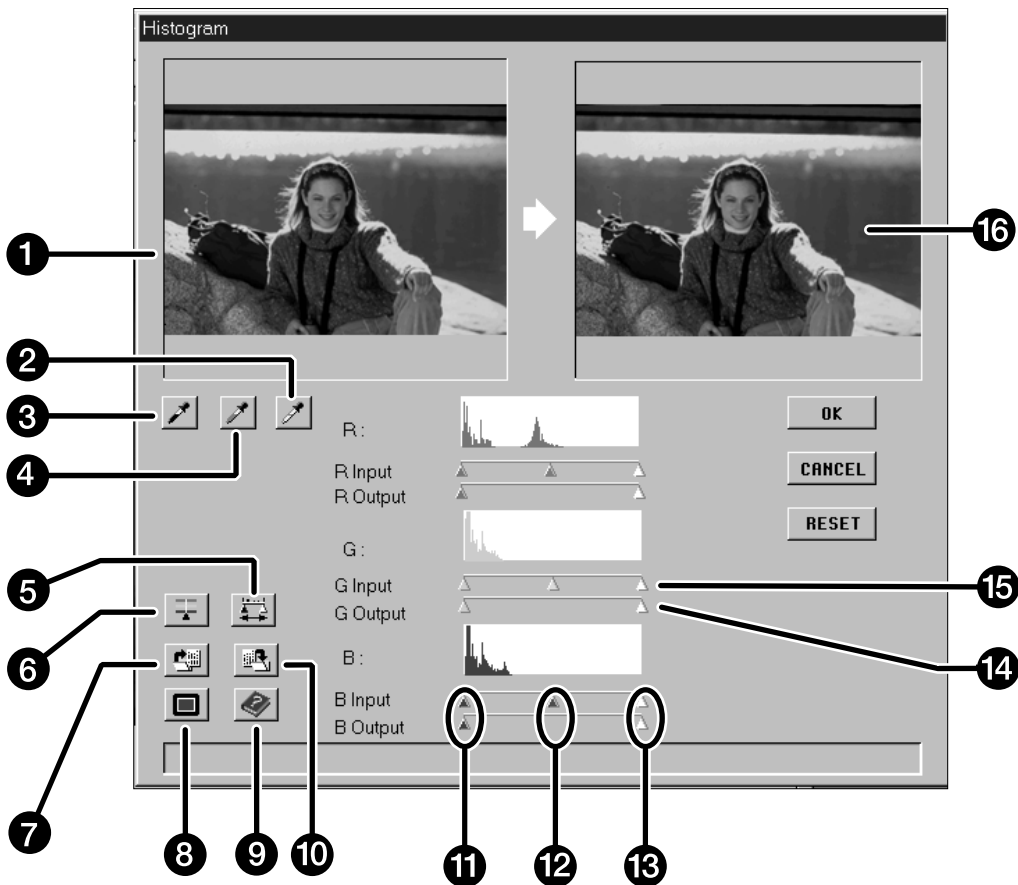 Histogram
1
16
2
3
4
R :
OK
R Input
CANCEL
R Output
RESET
G :
5
G Input
15
G Output
6
14
B :
B Input
7
B Output
8
9
10
11
12
13